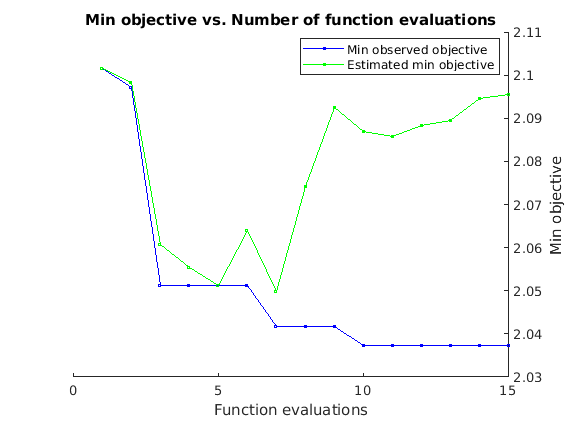 Min objective vs. Number of function evaluations
Min observed objective
Estimated min objective
2.11
2.1
2.09
2.08
2.07
2.06
2.05
2.04
2.03
Min objective
0
5
10
15
Function evaluations